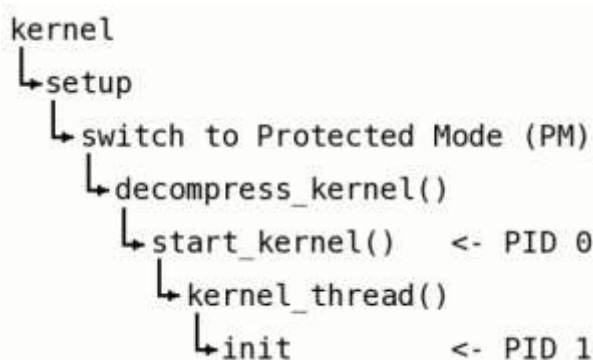 kernel
setup
switch to Protected Mode (PM)
decompress_kernel()
start_kernel() <- PID 0
kernel_thread()
init <- PID 1